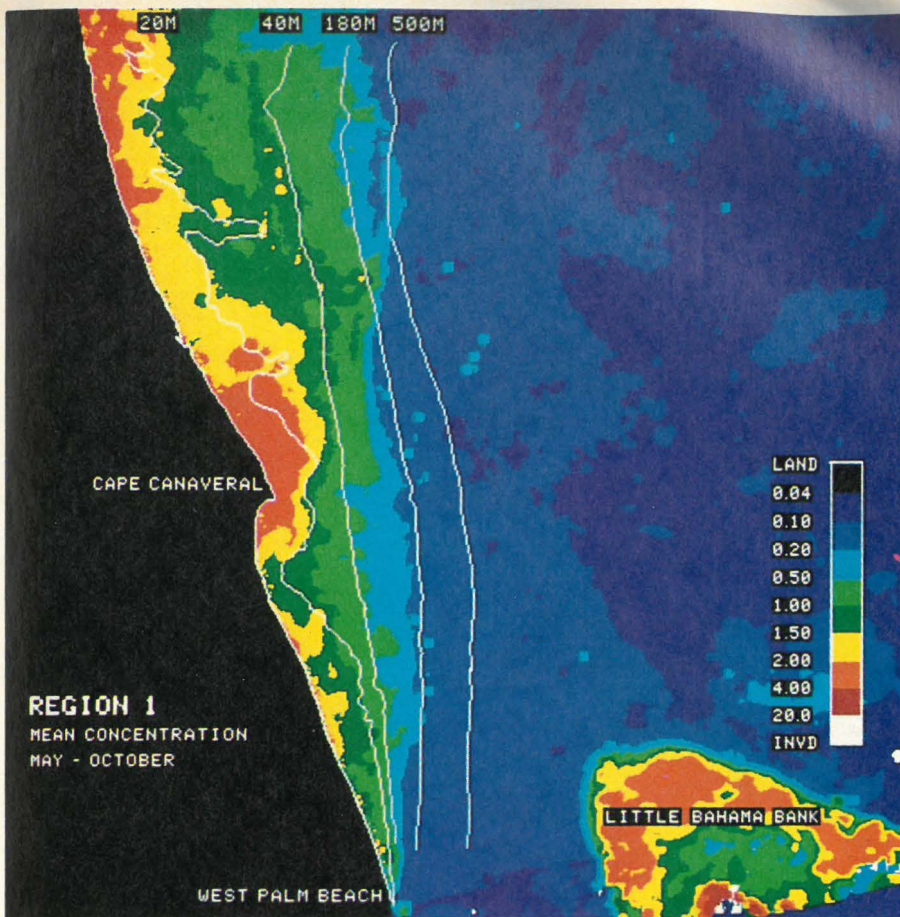 20M 40M 180M 500M
CAPE CANAVERAL
LAND
0.04
0.10
0.20
0.50
1.00
1.50
2.00
4.00
20.0
INVD
REGION 1
MEAN CONCENTRATION
MAY - OCTOBER
LITTLE BAHAMA BANK
WEST PALM BEACH